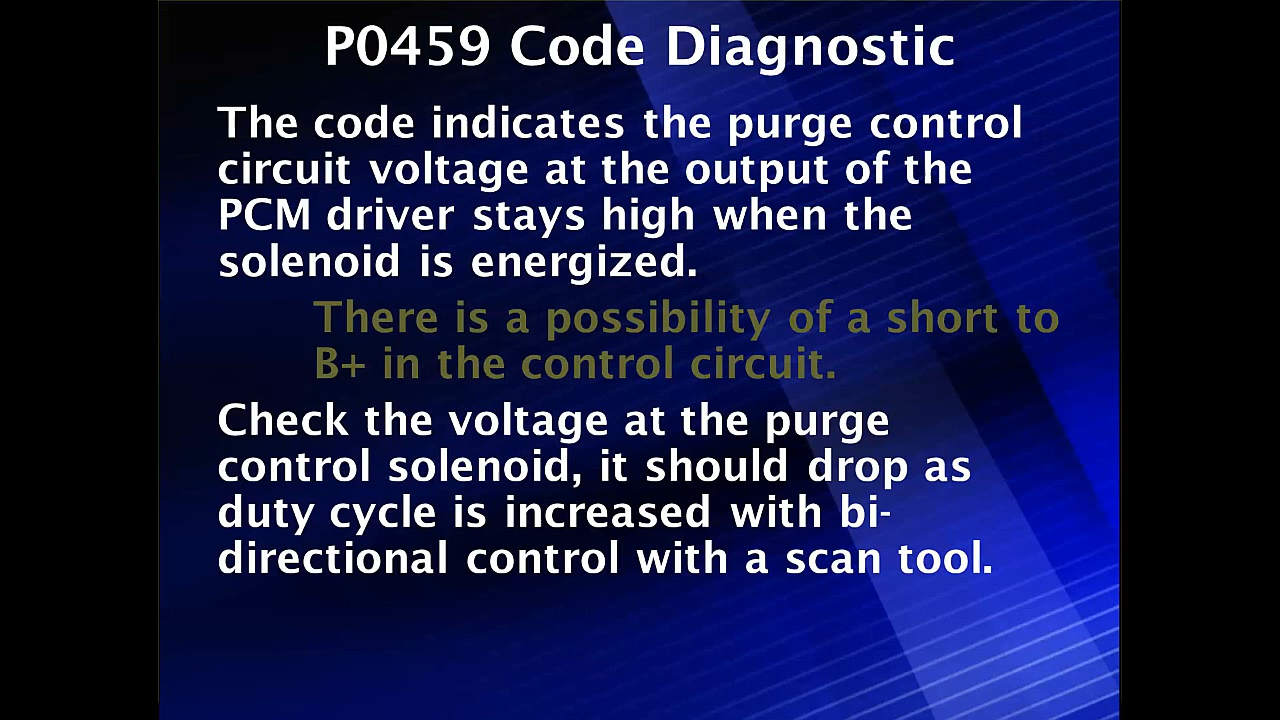 P0459 Code Diagnostic
The code indicates the purge control
circuit voltage at the output of the
PCM driver stays high when the
solenoid is energized.
There is a possibility of a short to
B+ in the control circuit.
Check the voltage at the purge
control solenoid, it should drop as
duty cycle is increased with bi-
directional control with a scan tool.